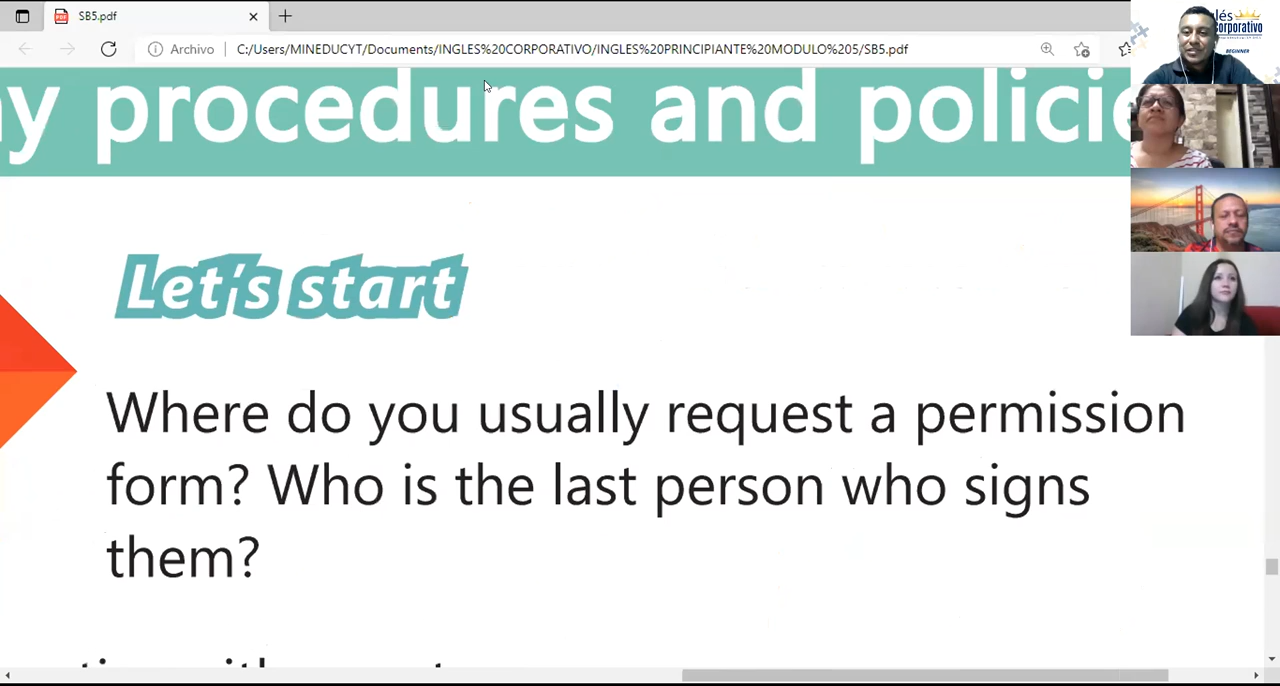 SB5.pdf
Archivo
C:/Users/MINEDUCYT/Documents/INGLES%20CORPORATIVO/INGLES%20PRINCIPIANTE%20MODULO%205/SB5.pdf
procedures and
Let's start
Where do you usually request a permission
form? Who is the last person who signs
them?